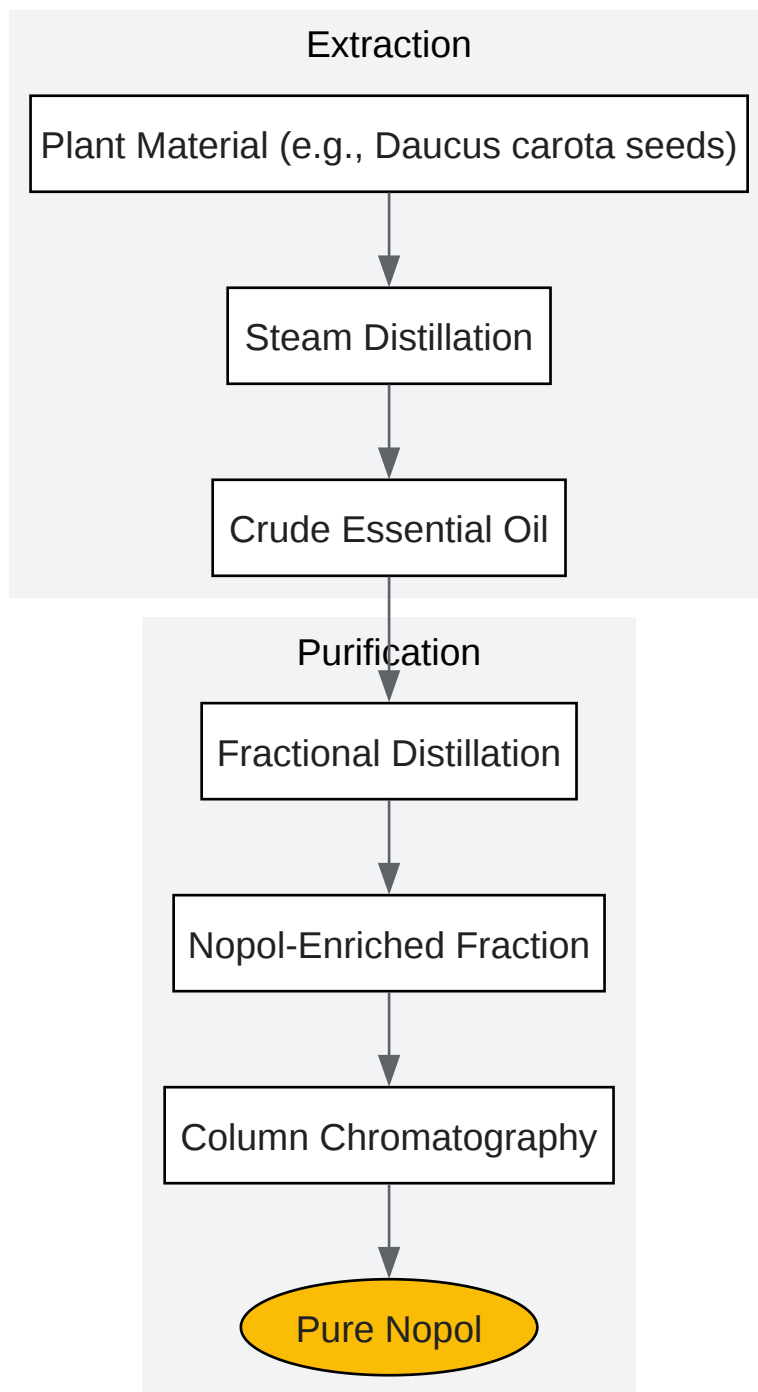 Extraction
Plant Material (e.g., Daucus carota seeds)
Steam Distillation
Crude Essential Oil
Purification
Fractional Distillation
Nopol-Enriched Fraction
Column Chromatography
Pure Nopol